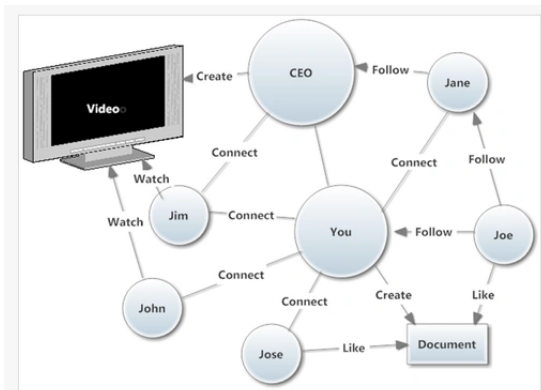 CEO
Create
Follow
Jane
Video
Connect
Connect
Follow
Watch
Jim
Connect
Watch
You
Follow
Joe
Connect
Create
Like
John
Connect
Jose
Like
Document